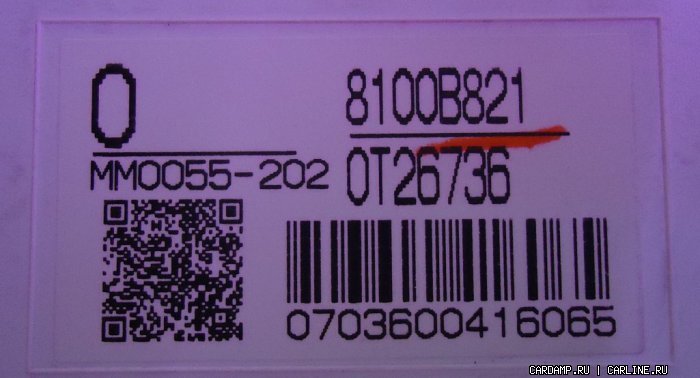 0
8100B821
MM0055-202
0T26736
0703600416065
CARDAMP.RU | CARLINE.RU